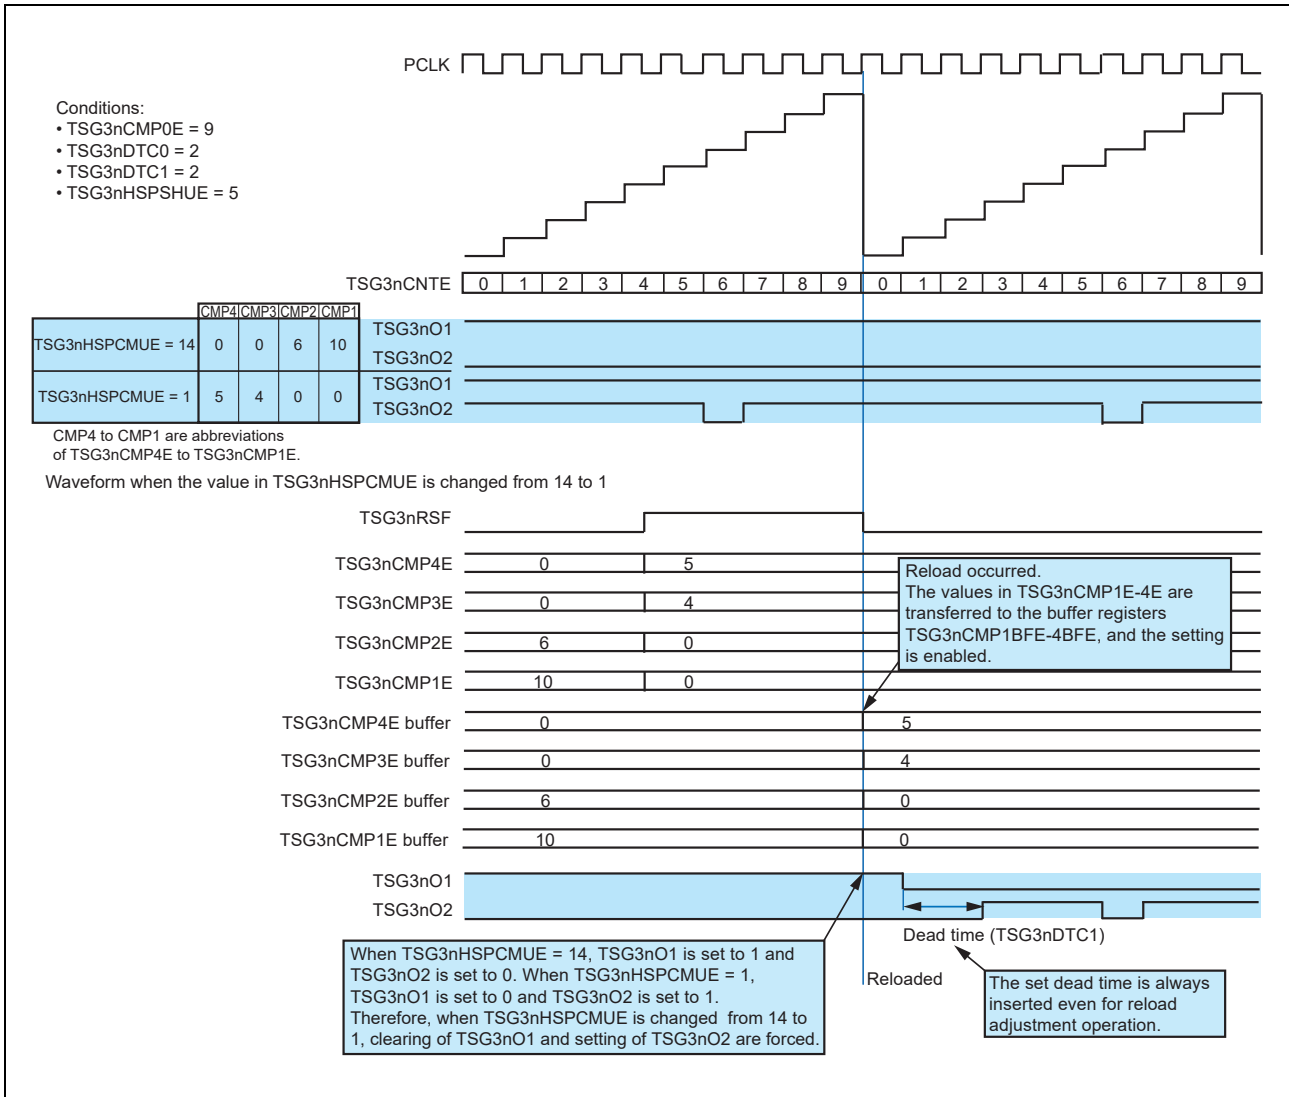 PCLK
Conditions:
• TSG3nCMP0E = 9
• TSG3nDTC0 = 2
• TSG3nDTC1 = 2
• TSG3nHSPSHUE = 5
TSG3nCNTE 0 1 2 3 4 5 6 7 8 9 0 1 2 3 4 5 6 7 8 9
CMP4 CMP3 CMP2 CMP1
TSG3nHSPCMUE = 14 0 0 6 10
TSG3nO1
TSG3nO2
TSG3nHSPCMUE = 1 5 4 0 0
TSG3nO1
TSG3nO2
CMP4 to CMP1 are abbreviations
of TSG3nCMP4E to TSG3nCMP1E.
Waveform when the value in TSG3nHSPCMUE is changed from 14 to 1
TSG3nRSF
TSG3nCMP4E 0 5
TSG3nCMP3E 0 4
TSG3nCMP2E 6 0
TSG3nCMP1E 10 0
Reload occurred.
The values in TSG3nCMP1E-4E are
transferred to the buffer registers
TSG3nCMP1BFE-4BFE, and the setting
is enabled.
TSG3nCMP4E buffer 0 5
TSG3nCMP3E buffer 0 4
TSG3nCMP2E buffer 6 0
TSG3nCMP1E buffer 10 0
TSG3nO1
TSG3nO2
Dead time (TSG3nDTC1)
When TSG3nHSPCMUE = 14, TSG3nO1 is set to 1 and
TSG3nO2 is set to 0. When TSG3nHSPCMUE = 1,
TSG3nO1 is set to 0 and TSG3nO2 is set to 1.
Therefore, when TSG3nHSPCMUE is changed from 14 to
1, clearing of TSG3nO1 and setting of TSG3nO2 are forced.
Reloaded
The set dead time is always
inserted even for reload
adjustment operation.